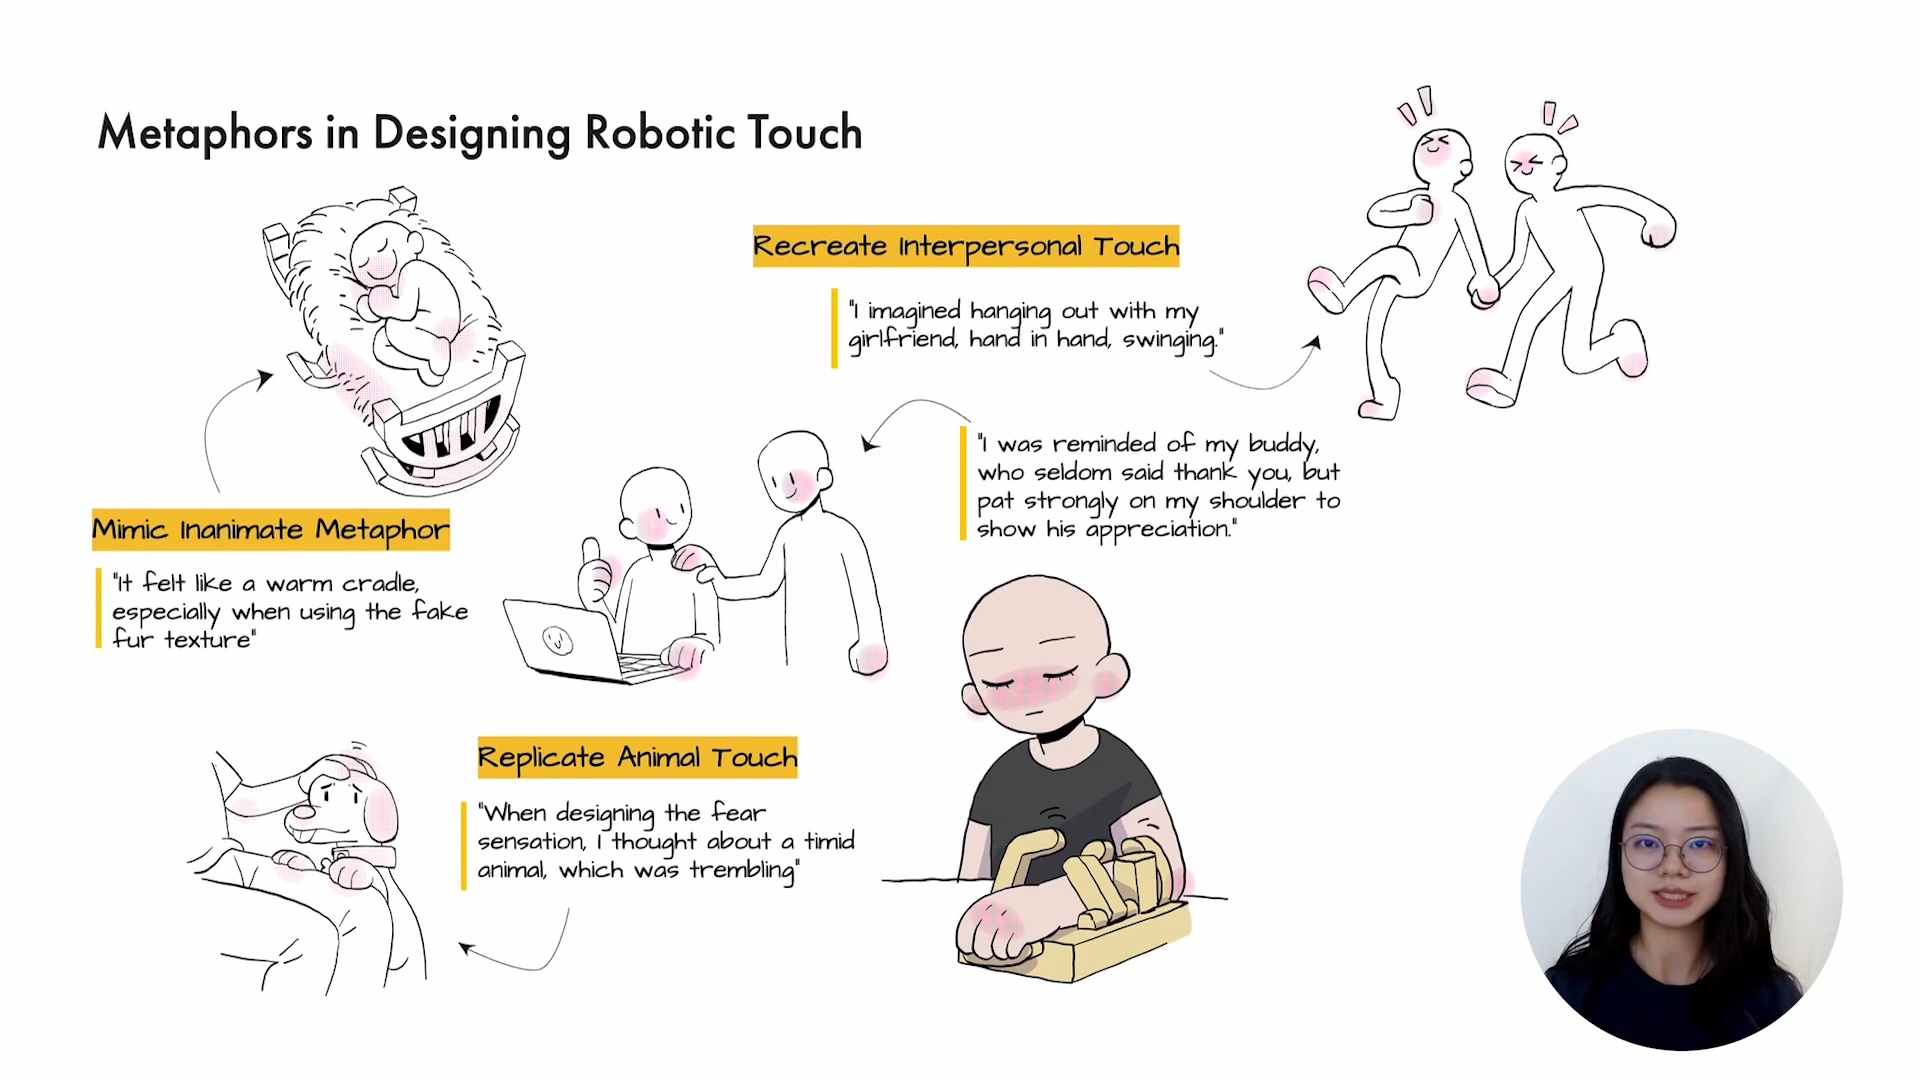 Metaphors in Designing Robotic Touch
Recreate Interpersonal Touch
"I imagined hanging out with my
girlfriend, hand in hand, swinging."
"I was reminded of my buddy,
who seldom said thank you, but
pat strongly on my shoulder to
show his appreciation."
Mimic Inanimate Metaphor
"It felt like a warm cradle,
especially when using the fake
fur texture"
Replicate Animal Touch
"When designing the fear
sensation, I thought about a timid
animal, which was trembling"